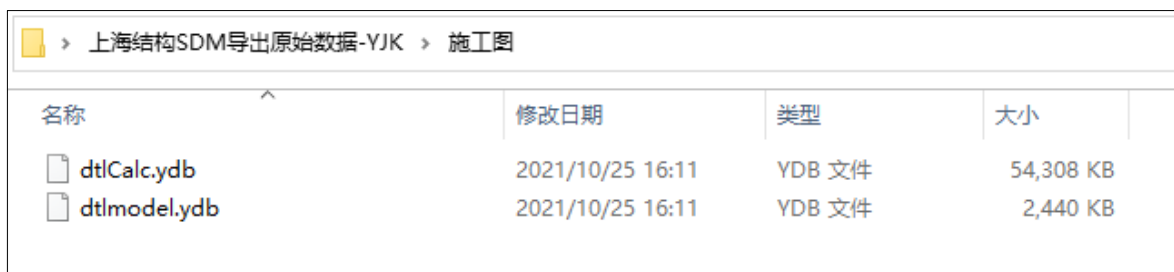 上海结构SDM导出原始数据-YJK > 施工图
名称 修改日期 类型 大小
dtlCalc.ydb 2021/10/25 16:11 YDB 文件 54,308 KB
dtlmodel.ydb 2021/10/25 16:11 YDB 文件 2,440 KB